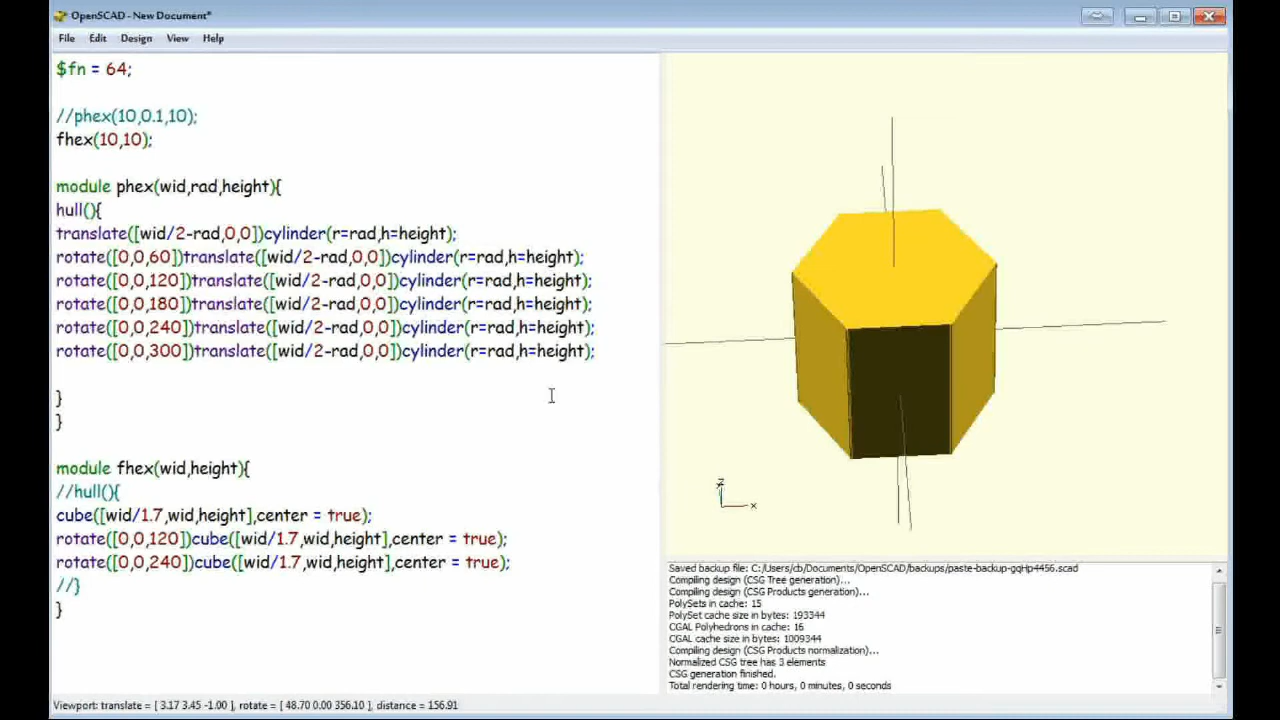 OpenSCAD - New Document*
File Edit Design View Help
$fn = 64;
//phex(10,0.1,10);
fhex(10,10);
module phex(wid,rad,height){
hull(){
translate([wid/2-rad,0,0])cylinder(r=rad,h=height);
rotate([0,0,60])translate([wid/2-rad,0,0])cylinder(r=rad,h=height);
rotate([0,0,120])translate([wid/2-rad,0,0])cylinder(r=rad,h=height);
rotate([0,0,180])translate([wid/2-rad,0,0])cylinder(r=rad,h=height);
rotate([0,0,240])translate([wid/2-rad,0,0])cylinder(r=rad,h=height);
rotate([0,0,300])translate([wid/2-rad,0,0])cylinder(r=rad,h=height);
}
}
module fhex(wid,height){
//hull(){
cube([wid/1.7,wid,height],center = true);
rotate([0,0,120])cube([wid/1.7,wid,height],center = true);
rotate([0,0,240])cube([wid/1.7,wid,height],center = true);
//}
}
z
x
Saved backup file: C:/Users/cb/Documents/OpenSCAD/backups/paste-backup-gqHp4456.scad
Compiling design (CSG Tree generation)...
Compiling design (CSG Products generation)...
PolySets in cache: 15
PolySet cache size in bytes: 193344
CGAL Polyhedrons in cache: 16
CGAL cache size in bytes: 1009344
Compiling design (CSG Products normalization)...
Normalized CSG tree has 3 elements
CSG generation finished.
Total rendering time: 0 hours, 0 minutes, 0 seconds
Viewport: translate = [ 3.17 3.45 -1.00 ], rotate = [ 48.70 0.00 356.10 ], distance = 156.91